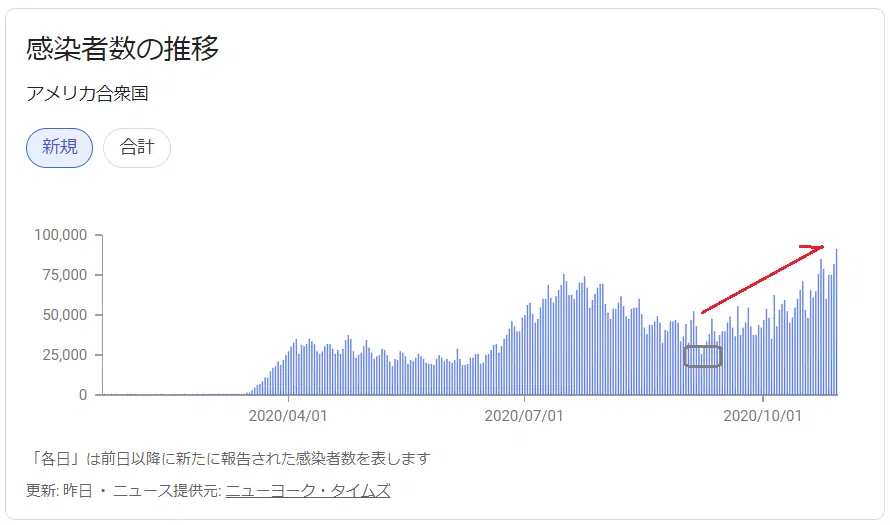 感染者数の推移
アメリカ合衆国
新規 合計
100,000
75,000
50,000
25,000
0
2020/04/01 2020/07/01 2020/10/01
「各日」は前日以降に新たに報告された感染者数を表します
更新: 昨日 ・ ニュース提供元: ニューヨーク・タイムズ